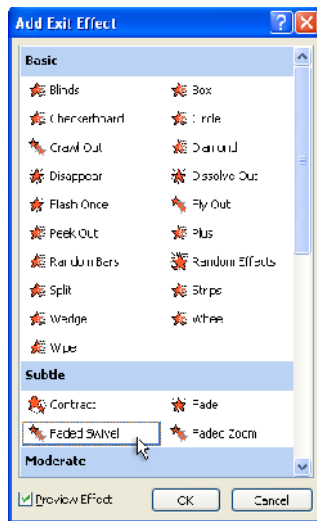 Add Exit Effect
Basic
Blinds Box
Checkerboard Circle
Crawl Out Diamond
Disappear Dissolve Out
Flash Once Fly Out
Peek Out Plus
Random Bars Random Effects
Split Strips
Wedge Wheel
Wipe
Subtle
Contract Fade
Faded Swivel Faded Zoom
Moderate
Preview Effect OK Cancel